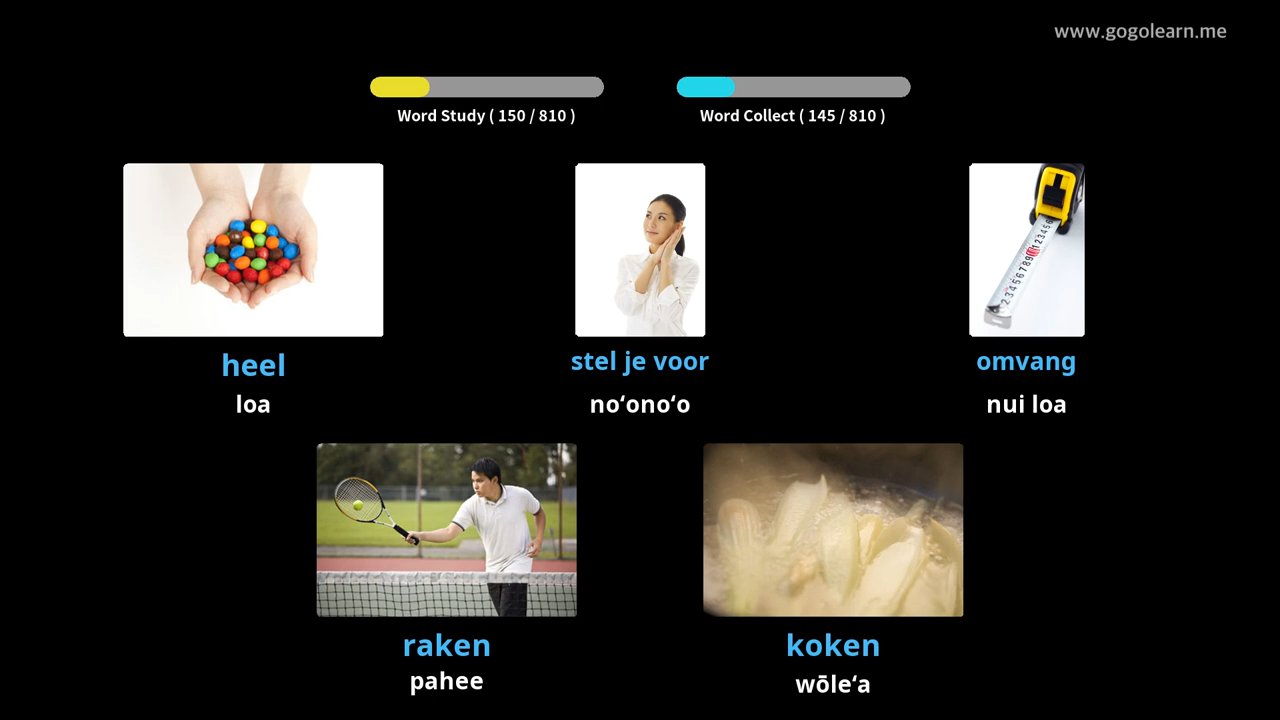 www.gogolearn.me
Word Study ( 150 / 810 )
Word Collect ( 145 / 810 )
heel
loa
stel je voor
noʻonoʻo
omvang
nui loa
raken
pahee
koken
wōleʻa